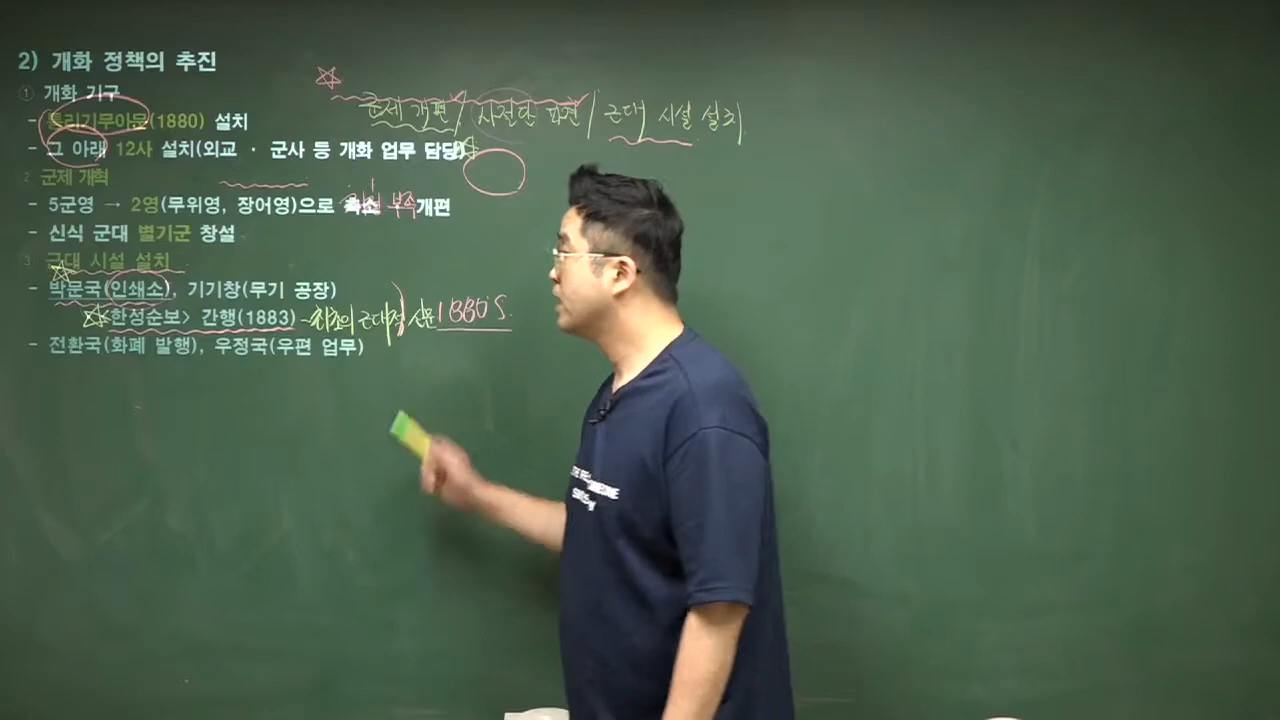 2) 개화 정책의 추진
① 개화 기구
군제 개편 / 사절단 파견 / 근대 시설 설치
- 통리기무아문(1880) 설치
- 그 아래 12사 설치(외교 · 군사 등 개화 업무 담당)
2 군제 개혁
- 5군영 → 2영(무위영, 장어영)으로 축소 부족 개편
- 신식 군대 별기군 창설
3 근대 시설 설치
- 박문국(인쇄소), 기기창(무기 공장)
한성순보> 간행(1883) - 최초의 근대적 신문 1880's.
- 전환국(화폐 발행), 우정국(우편 업무)